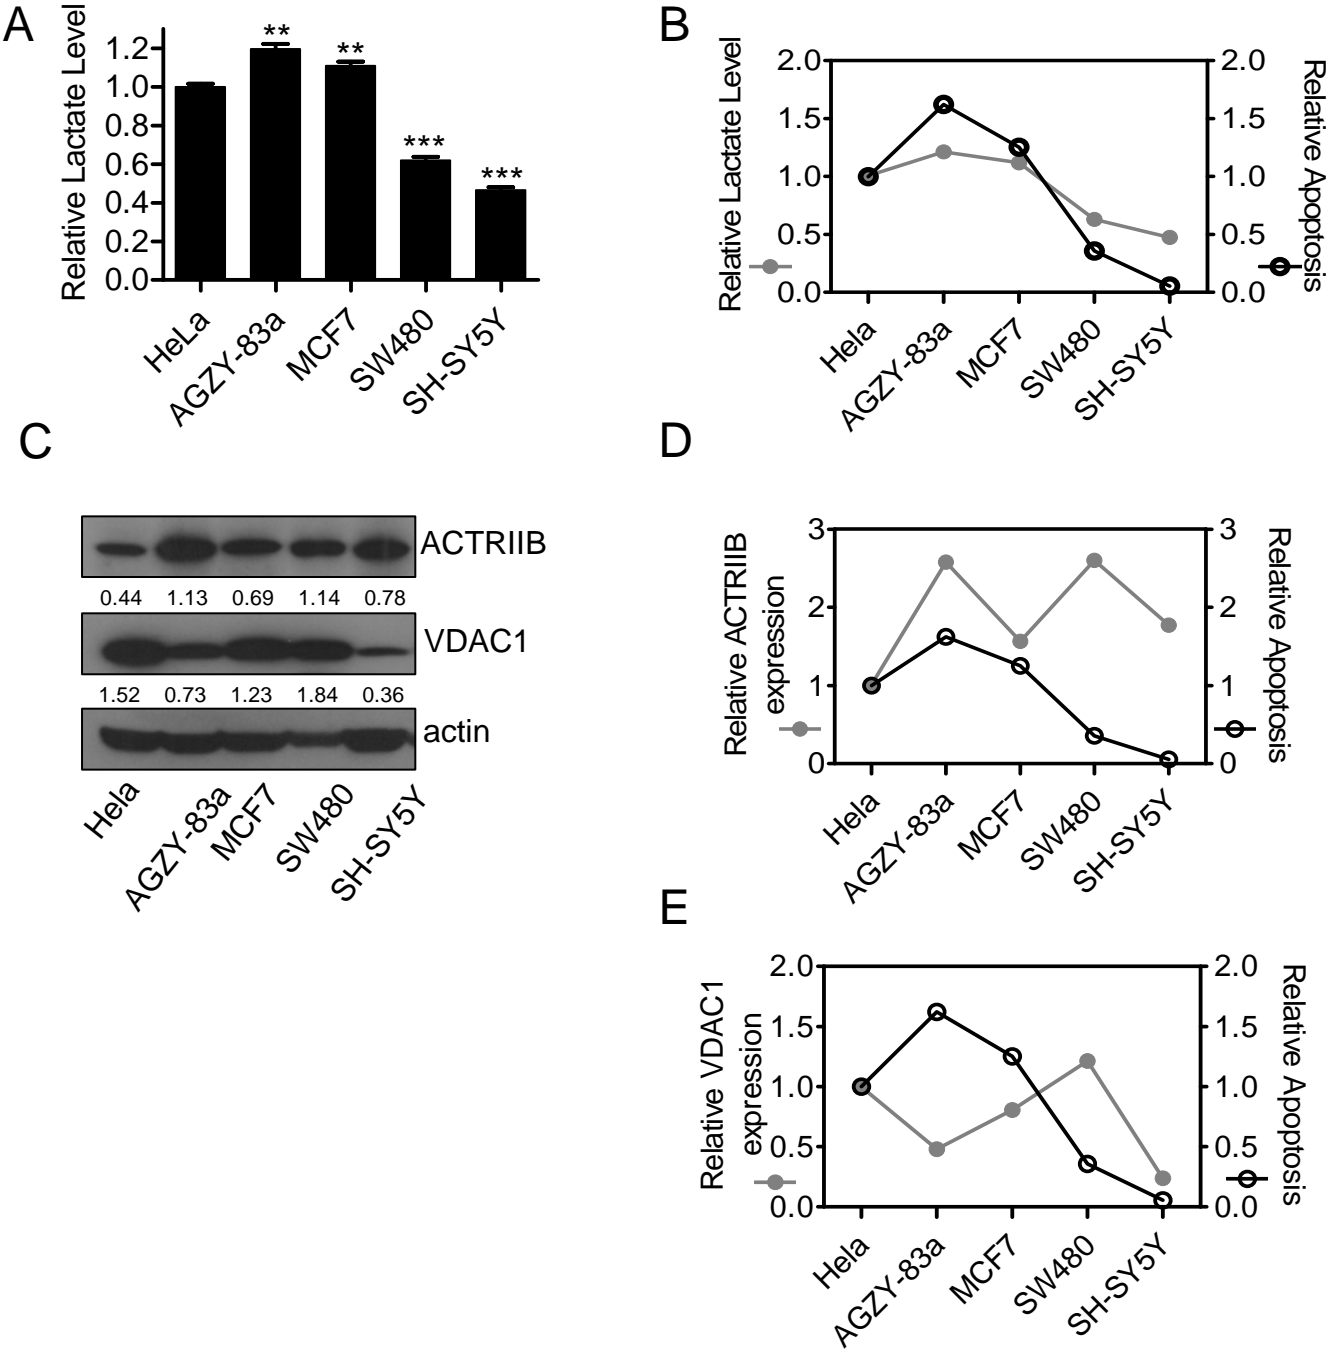 A
Relative Lactate Level
1.2
1.0
0.8
0.6
0.4
0.2
0.0
**
**
***
***
HeLa
AGZY-83a
MCF7
SW480
SH-SY5Y
B
Relative Lactate Level
2.0
1.5
1.0
0.5
0.0
2.0
1.5
1.0
0.5
0.0
Relative Apoptosis
Hela
AGZY-83a
MCF7
SW480
SH-SY5Y
C
ACTRIIB
0.44 1.13 0.69 1.14 0.78
VDAC1
1.52 0.73 1.23 1.84 0.36
actin
Hela
AGZY-83a
MCF7
SW480
SH-SY5Y
D
Relative ACTRIIB
expression
3
2
1
0
3
2
1
0
Relative Apoptosis
Hela
AGZY-83a
MCF7
SW480
SH-SY5Y
E
Relative VDAC1
expression
2.0
1.5
1.0
0.5
0.0
2.0
1.5
1.0
0.5
0.0
Relative Apoptosis
Hela
AGZY-83a
MCF7
SW480
SH-SY5Y